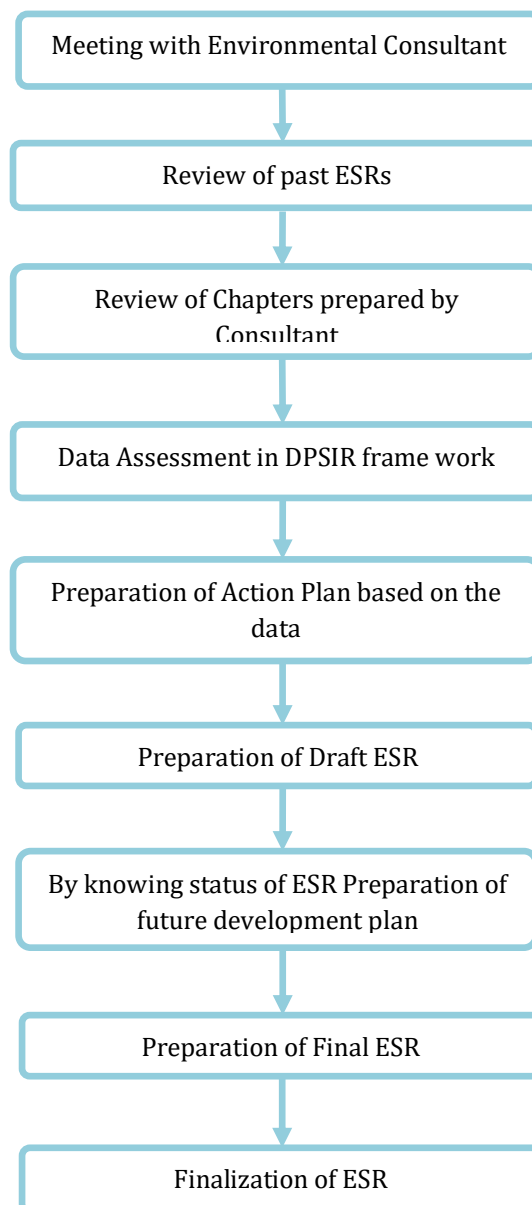 Meeting with Environmental Consultant
Review of past ESRs
Review of Chapters prepared by
Consultant
Data Assessment in DPSIR frame work
Preparation of Action Plan based on the
data
Preparation of Draft ESR
By knowing status of ESR Preparation of
future development plan
Preparation of Final ESR
Finalization of ESR